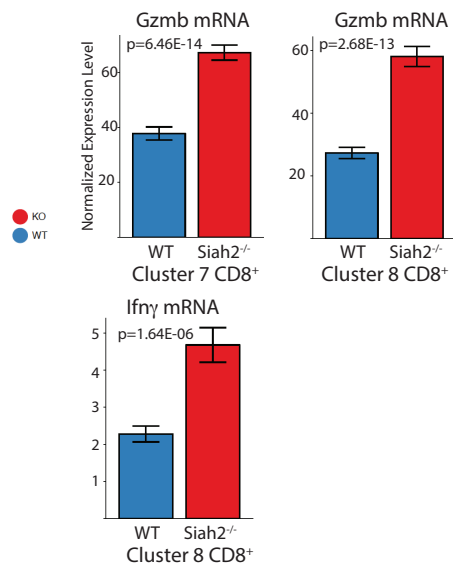 Gzmb mRNA
p=6.46E-14
Normalized Expression Level
60
40
20
WT Siah2⁻/⁻
Cluster 7 CD8⁺
Gzmb mRNA
p=2.68E-13
60
40
20
WT Siah2⁻/⁻
Cluster 8 CD8⁺
KO
WT
Ifnγ mRNA
p=1.64E-06
5
4
3
2
1
WT Siah2⁻/⁻
Cluster 8 CD8⁺